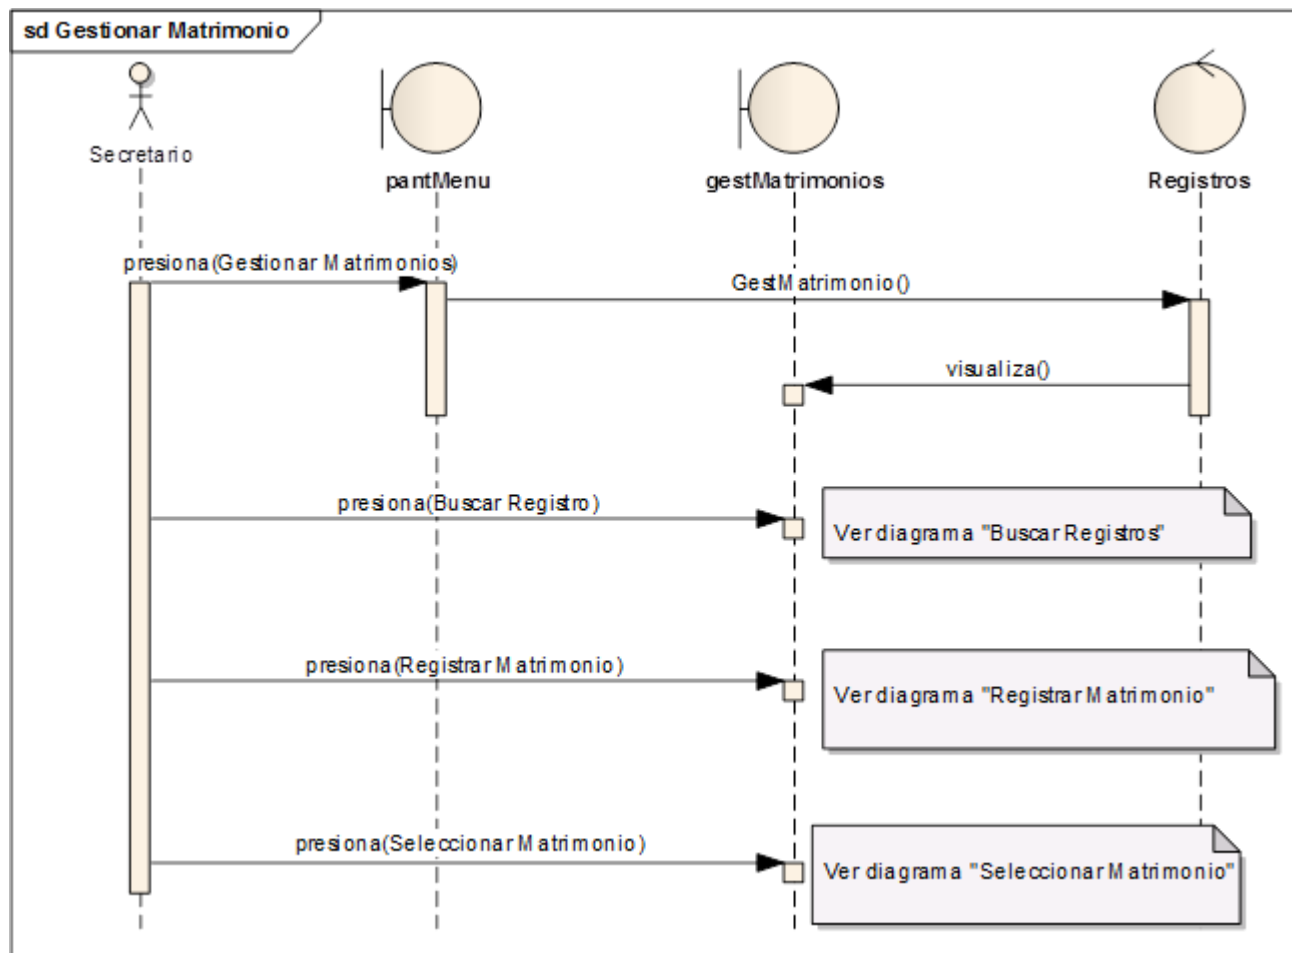 sd Gestionar Matrimonio
Secretario
pantMenu
gestMatrimonios
Registros
presiona(Gestionar Matrimonios)
GestMatrimonio()
visualiza()
presiona(Buscar Registro)
Ver diagrama "Buscar Registros"
presiona(Registrar Matrimonio)
Ver diagrama "Registrar Matrimonio"
presiona(Seleccionar Matrimonio)
Ver diagrama "Seleccionar Matrimonio"